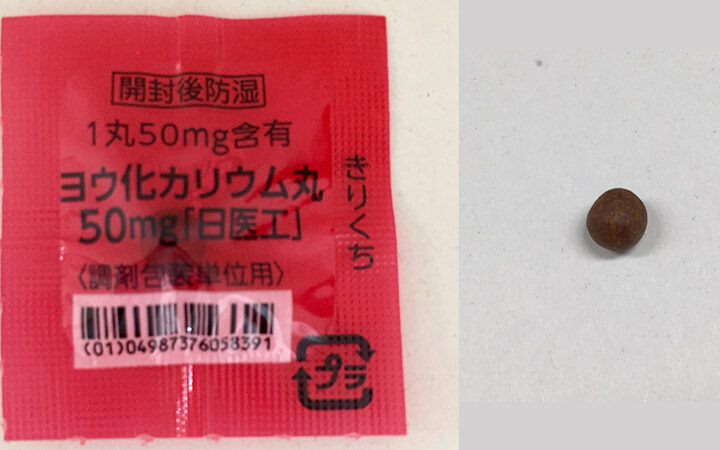 開封後防湿
1丸50mg含有
ヨウ化カリウム丸
50mg「日医工」
〈調剤包装単位用〉
(01)04987376058391
プラ
きりくち